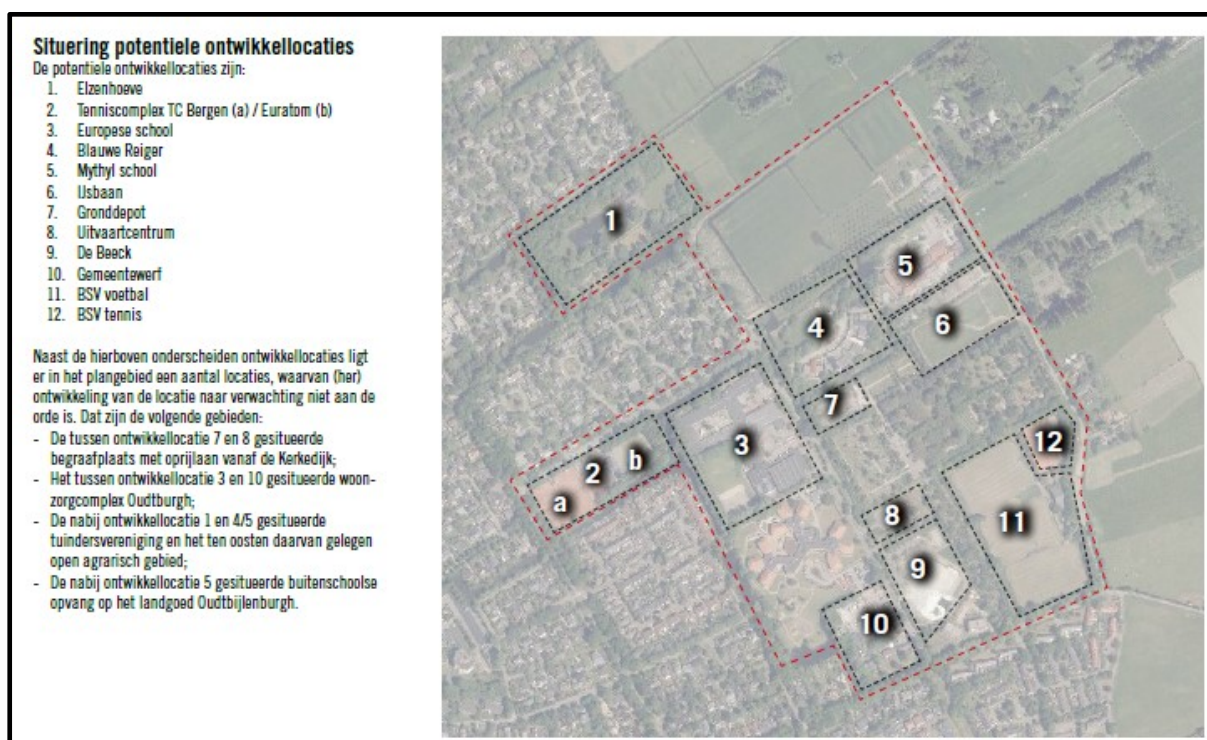 Situering potentiele ontwikkellocaties
De potentiele ontwikkellocaties zijn:
1. Elzenhoeve
2. Tenniscomplex TC Bergen (a) / Euratom (b)
3. Europese school
4. Blauwe Reiger
5. Mythyl school
6. IJsbaan
7. Gronddepot
8. Uitvaartcentrum
9. De Beeck
10. Gemeentewerf
11. BSV voetbal
12. BSV tennis
Naast de hierboven onderscheiden ontwikkellocaties ligt
er in het plangebied een aantal locaties, waarvan (her)
ontwikkeling van de locatie naar verwachting niet aan de
orde is. Dat zijn de volgende gebieden:
- De tussen ontwikkellocatie 7 en 8 gesitueerde
begraafplaats met oprijlaan vanaf de Kerkedijk;
- Het tussen ontwikkellocatie 3 en 10 gesitueerde woon-
zorgcomplex Oudtburgh;
- De nabij ontwikkellocatie 1 en 4/5 gesitueerde
tuindersvereniging en het ten oosten daarvan gelegen
open agrarisch gebied;
- De nabij ontwikkellocatie 5 gesitueerde buitenschoolse
opvang op het landgoed Oudtbijlenburgh.
1
5
4
6
7
3
b
2
a
12
8
11
9
10